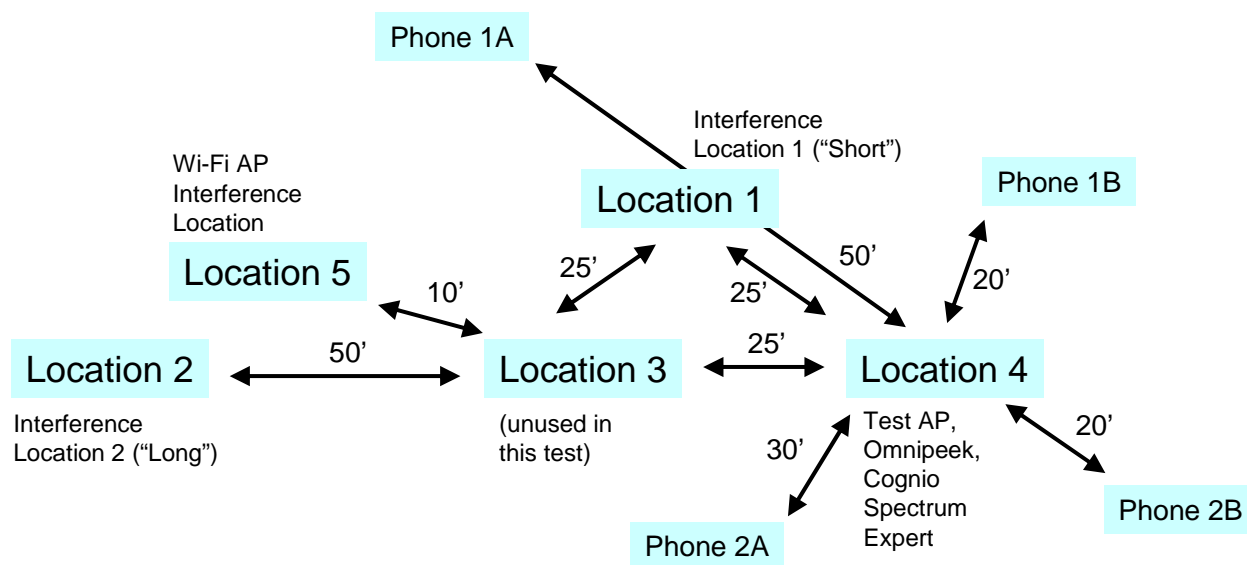 Phone 1A
Interference
Location 1 (“Short”)
Wi-Fi AP
Interference
Location
Location 1
Phone 1B
Location 5
25’
50’
25’
20’
10’
Location 2
50’
Location 3
25’
Location 4
Interference
Location 2 (“Long”)
(unused in
this test)
30’
Test AP,
Omnipeek,
Cognio
Spectrum
Expert
20’
Phone 2A
Phone 2B